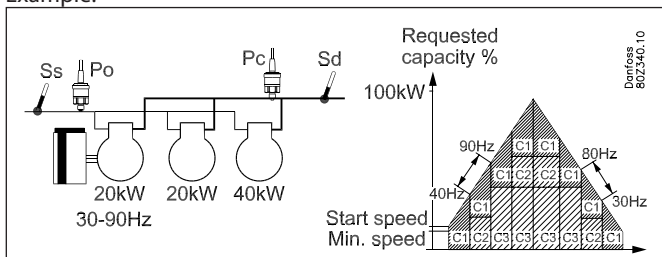 Example:
Ss
Po
Pc
Sd
20kW
20kW
40kW
30-90Hz
Requested
capacity %
100kW
90Hz
40Hz
80Hz
30Hz
Start speed
Min. speed
C1
C1
C1
C2
C2
C1
C1
C1
C1
C2
C3
C3
C3
C3
C2
C1
Danfoss
80Z340.10